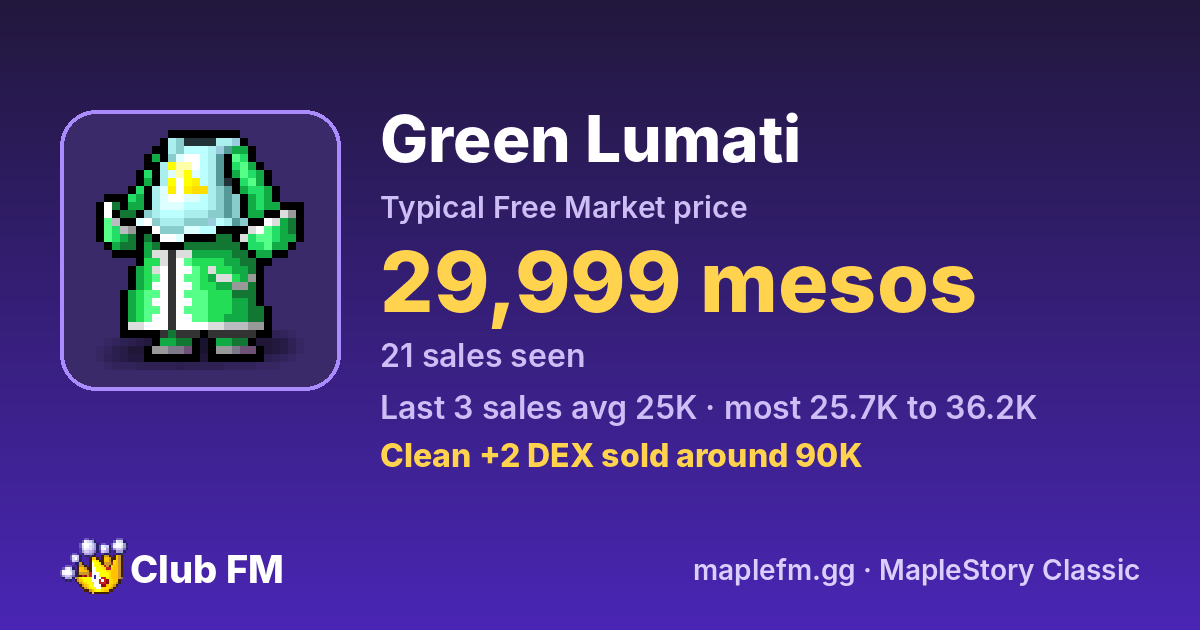 Green Lumati
Typical Free Market price
29,999 mesos
21 sales seen
Last 3 sales avg 25K · most 25.7K to 36.2K
Clean +2 DEX sold around 90K
Club FM
maplefm.gg · MapleStory Classic